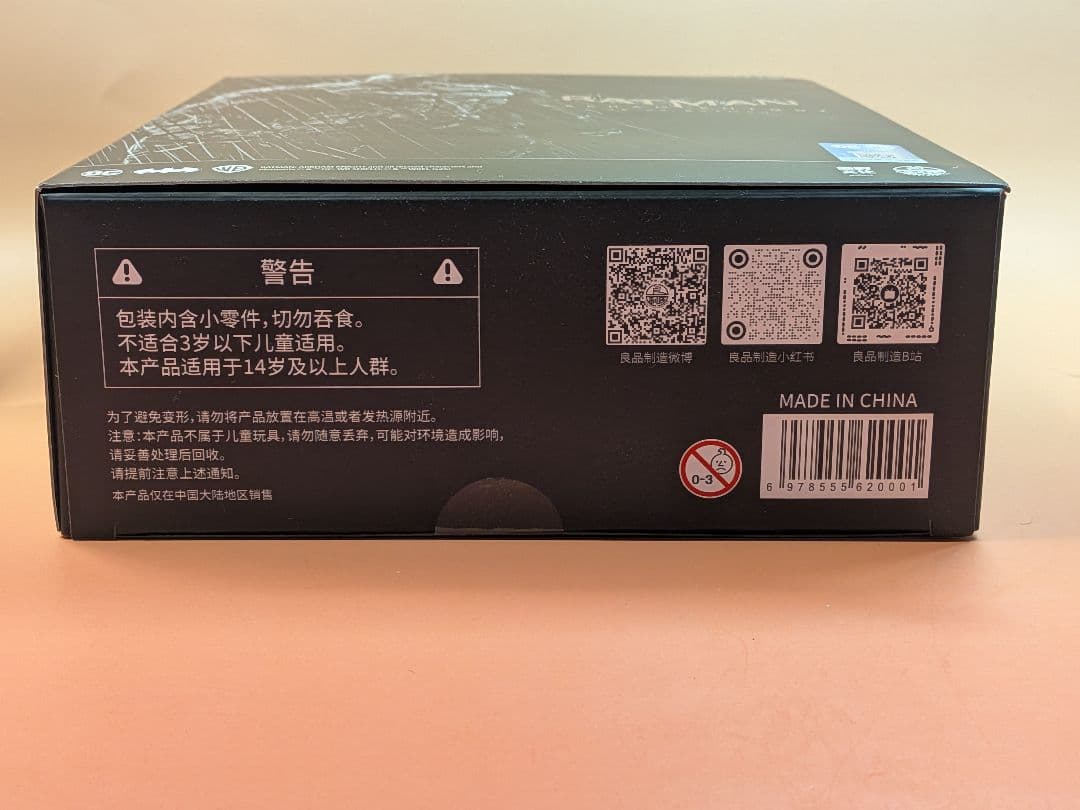 BATMAN
DC
WB
警告
包装内含小零件,切勿吞食。
不适合3岁以下儿童适用。
本产品适用于14岁及以上人群。
为了避免变形,请勿将产品放置在高温或者发热源附近。
注意:本产品不属于儿童玩具,请勿随意丢弃,可能对环境造成影响,
请妥善处理后回收。
请提前注意上述通知。
本产品仅在中国大陆地区销售
良品制造微博
良品制造小红书
良品制造B站
MADE IN CHINA
0-3
6 978555 620001